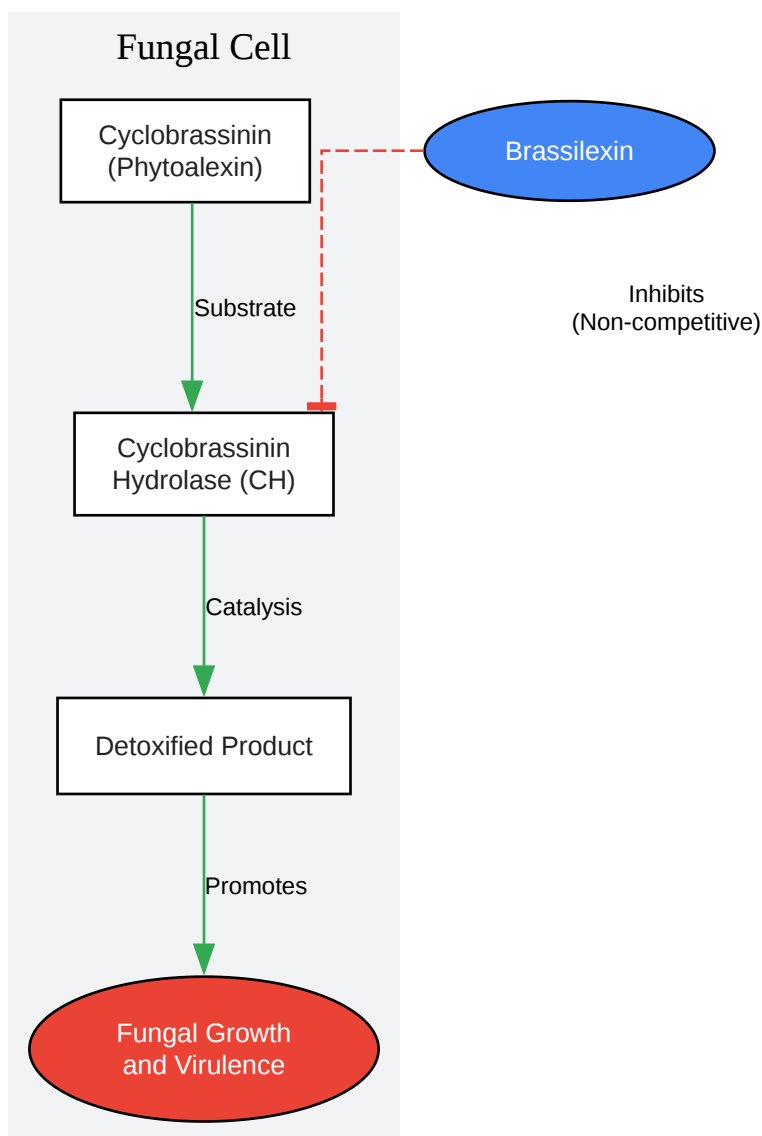 Fungal Cell
Cyclobrassinin
(Phytoalexin)
Brassilexin
Substrate
Inhibits
(Non-competitive)
Cyclobrassinin
Hydrolase (CH)
Catalysis
Detoxified Product
Promotes
Fungal Growth
and Virulence